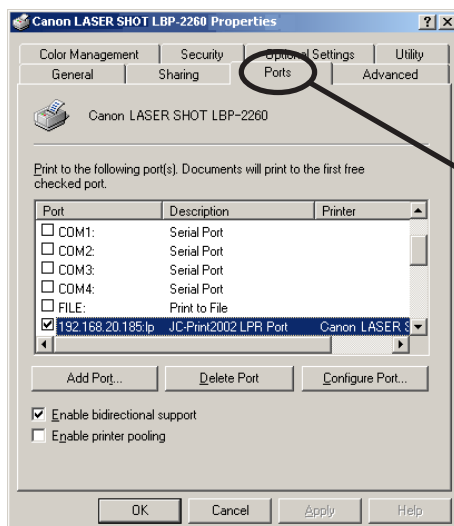 Canon LASER SHOT LBP-2260 Properties
Color Management Security Optional Settings Utility
General Sharing Ports Advanced
Canon LASER SHOT LBP-2260
Print to the following port(s). Documents will print to the first free
checked port.
Port Description Printer
COM1: Serial Port
COM2: Serial Port
COM3: Serial Port
COM4: Serial Port
FILE: Print to File
192.168.20.185:lp JC-Print2002 LPR Port Canon LASER S
Add Port... Delete Port Configure Port...
Enable bidirectional support
Enable printer pooling
OK Cancel Apply Help